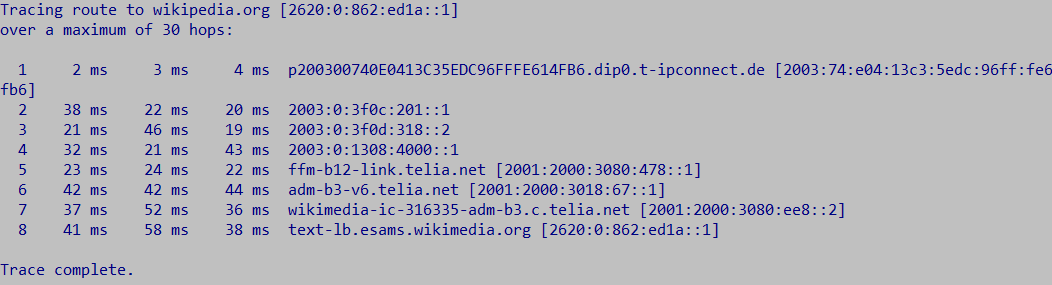 Tracing route to wikipedia.org [2620:0:862:ed1a::1]
over a maximum of 30 hops:
1 2 ms 3 ms 4 ms p200300740E0413C35EDC96FFFE614FB6.dip0.t-ipconnect.de [2003:74:e04:13c3:5edc:96ff:fe6
fb6]
2 38 ms 22 ms 20 ms 2003:0:3f0c:201::1
3 21 ms 46 ms 19 ms 2003:0:3f0d:318::2
4 32 ms 21 ms 43 ms 2003:0:1308:4000::1
5 23 ms 24 ms 22 ms ffm-b12-link.telia.net [2001:2000:3080:478::1]
6 42 ms 42 ms 44 ms adm-b3-v6.telia.net [2001:2000:3018:67::1]
7 37 ms 52 ms 36 ms wikimedia-ic-316335-adm-b3.c.telia.net [2001:2000:3080:ee8::2]
8 41 ms 58 ms 38 ms text-lb.esams.wikimedia.org [2620:0:862:ed1a::1]
Trace complete.